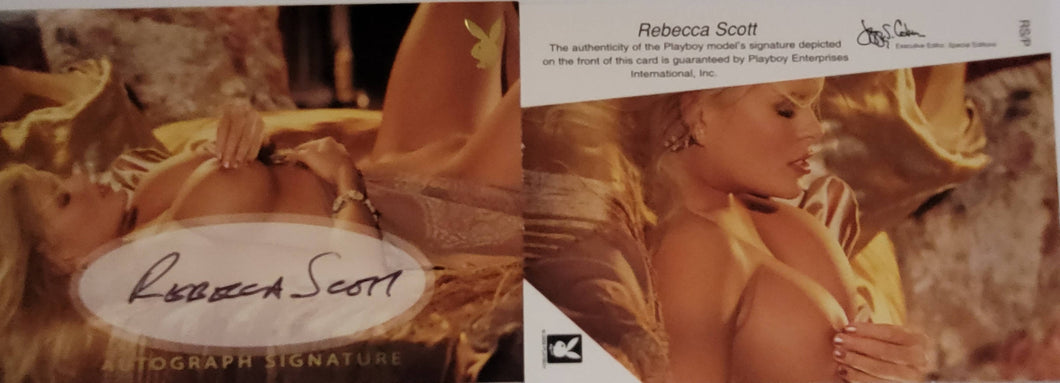 REBECCA SCOTT
AUTOGRAPH SIGNATURE
Rebecca Scott
The authenticity of the Playboy model's signature depicted
on the front of this card is guaranteed by Playboy Enterprises
International, Inc.
Executive Editor, Special Editions
RS/P